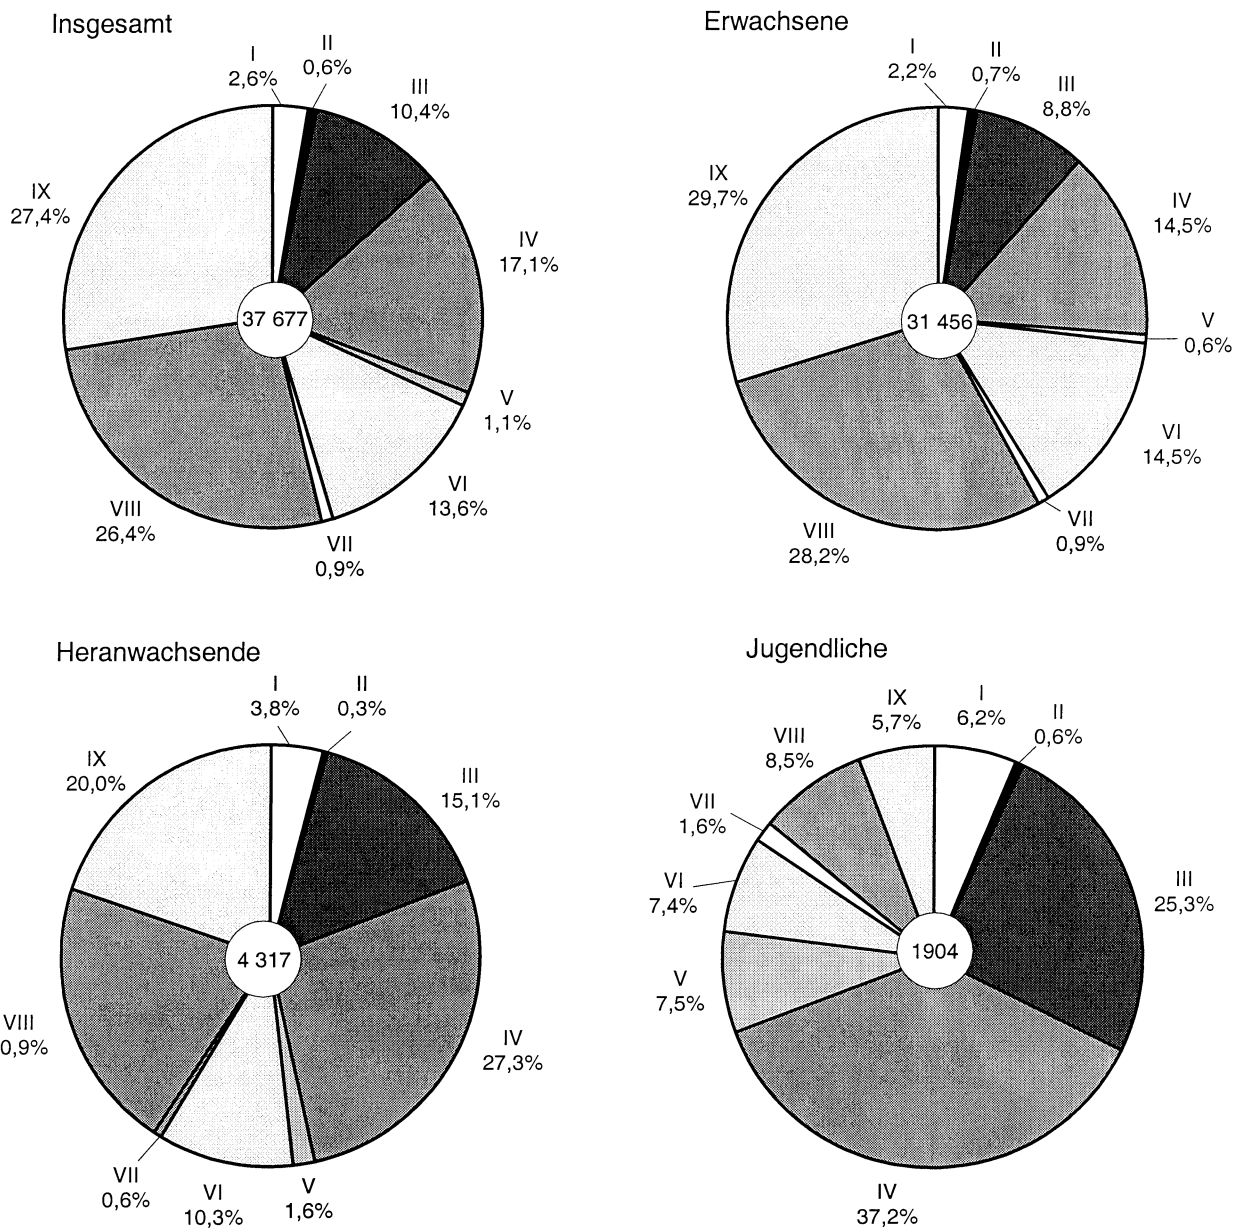 Insgesamt
I
2,6%
II
0,6%
III
10,4%
IV
17,1%
V
1,1%
VI
13,6%
VII
0,9%
VIII
26,4%
IX
27,4%
37 677
Erwachsene
I
2,2%
II
0,7%
III
8,8%
IV
14,5%
V
0,6%
VI
14,5%
VII
0,9%
VIII
28,2%
IX
29,7%
31 456
Heranwachsende
I
3,8%
II
0,3%
III
15,1%
IV
27,3%
V
1,6%
VI
10,3%
VII
0,6%
VIII
0,9%
IX
20,0%
4 317
Jugendliche
I
6,2%
II
0,6%
III
25,3%
IV
37,2%
V
7,5%
VI
7,4%
VII
1,6%
VIII
8,5%
IX
5,7%
1904